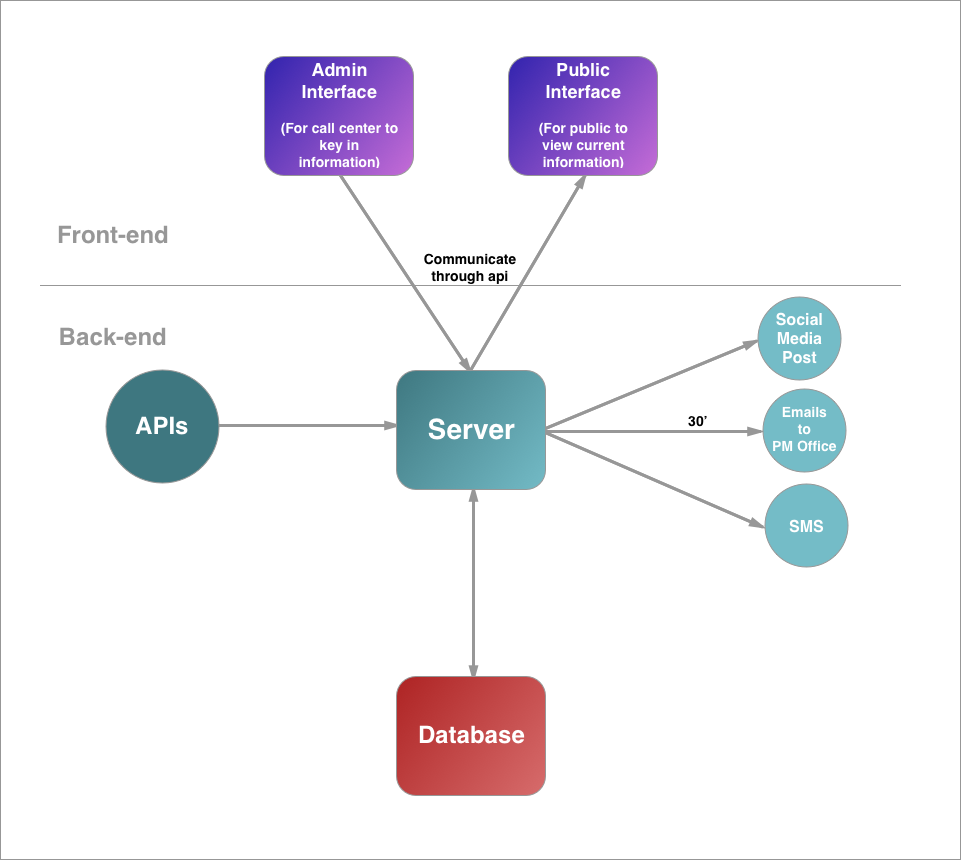 Admin
Interface
(For call center to
key in
information)
Public
Interface
(For public to
view current
information)
Front-end
Communicate
through api
Back-end
Social
Media
Post
APIs
Server
30’
Emails
to
PM Office
SMS
Database